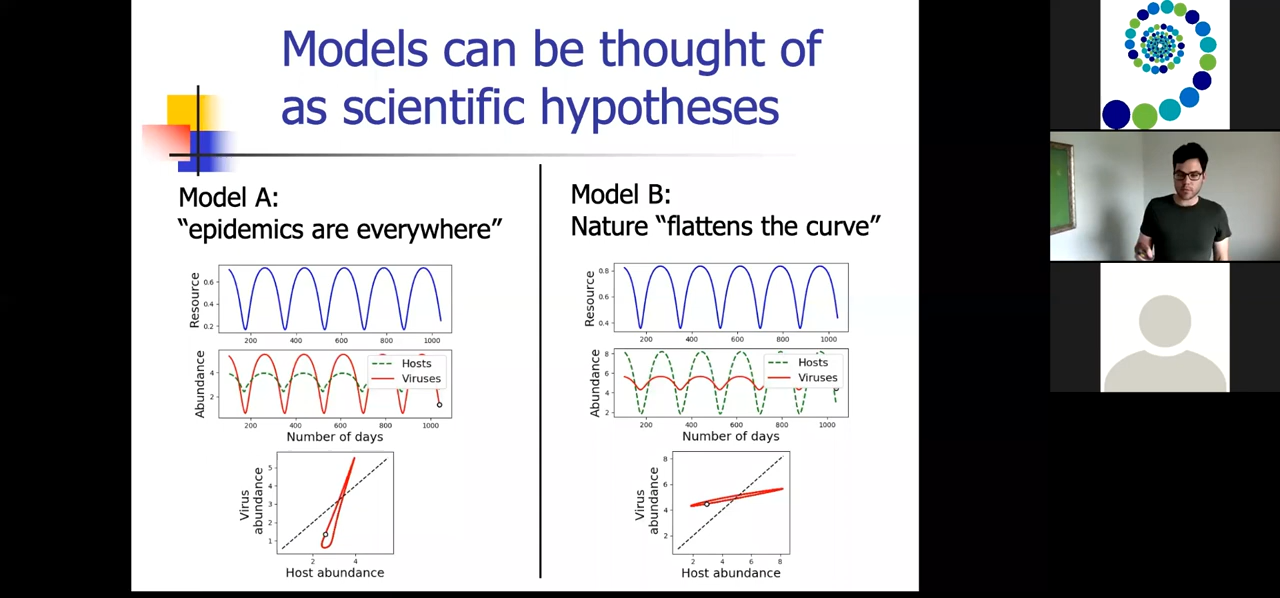 Models can be thought of
as scientific hypotheses
Model A:
“epidemics are everywhere”
Resource
0.6
0.4
0.2
200
400
600
800
1000
Abundance
4
2
Hosts
Viruses
200
400
600
800
1000
Number of days
Virus
abundance
5
4
3
2
1
2
4
Host abundance
Model B:
Nature “flattens the curve”
Resource
0.8
0.6
0.4
200
400
600
800
1000
Abundance
8
6
4
2
Hosts
Viruses
200
400
600
800
1000
Number of days
Virus
abundance
8
6
4
2
2
4
6
8
Host abundance